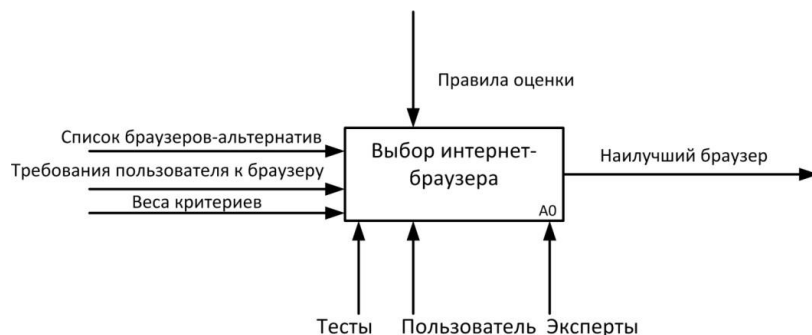 Правила оценки
Список браузеров-альтернатив
Требования пользователя к браузеру
Веса критериев
Выбор интернет-
браузера
А0
Наилучший браузер
Тесты
Пользователь
Эксперты